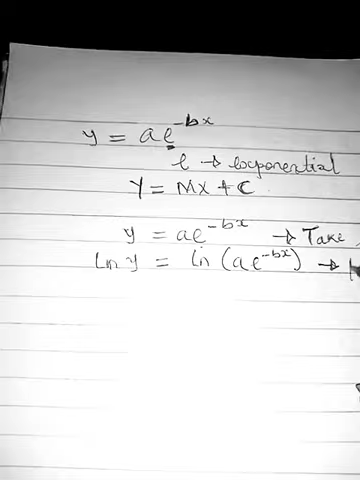 y = ae^-bx
e → exponential
Y = MX + C
y = ae^-bx → Take
ln y = ln (ae^-bx) →